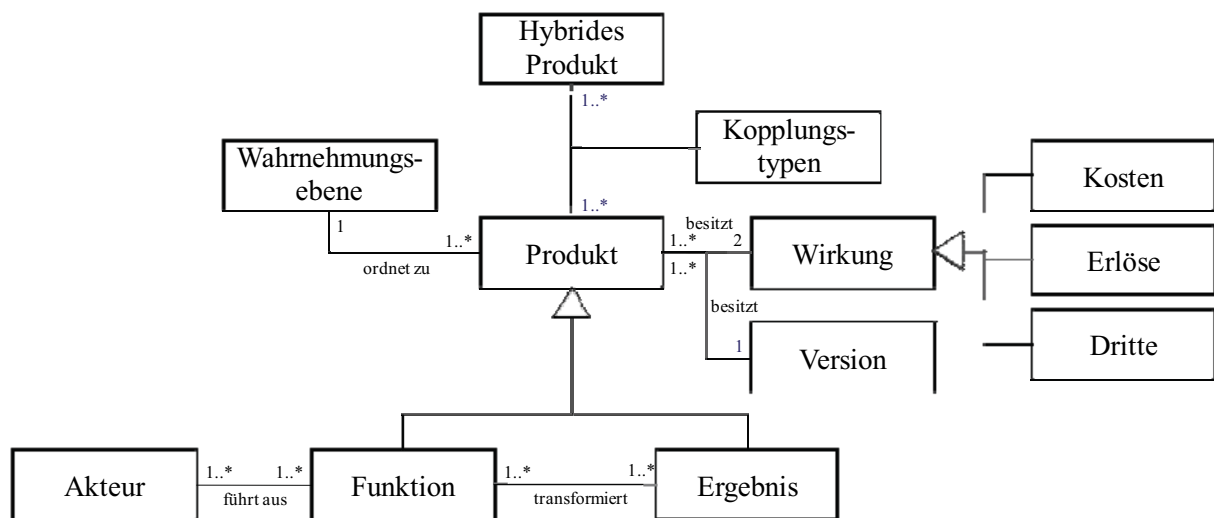 Hybrides
Produkt
1..*
Kopplungs-
typen
Wahrnehmungs-
ebene
Kosten
1
1..*
ordnet zu
1..*
Produkt
besitzt
1..*
2
1..*
Wirkung
Erlöse
besitzt
1
Version
Dritte
Akteur
1..*
1..*
führt aus
Funktion
1..*
1..*
transformiert
Ergebnis